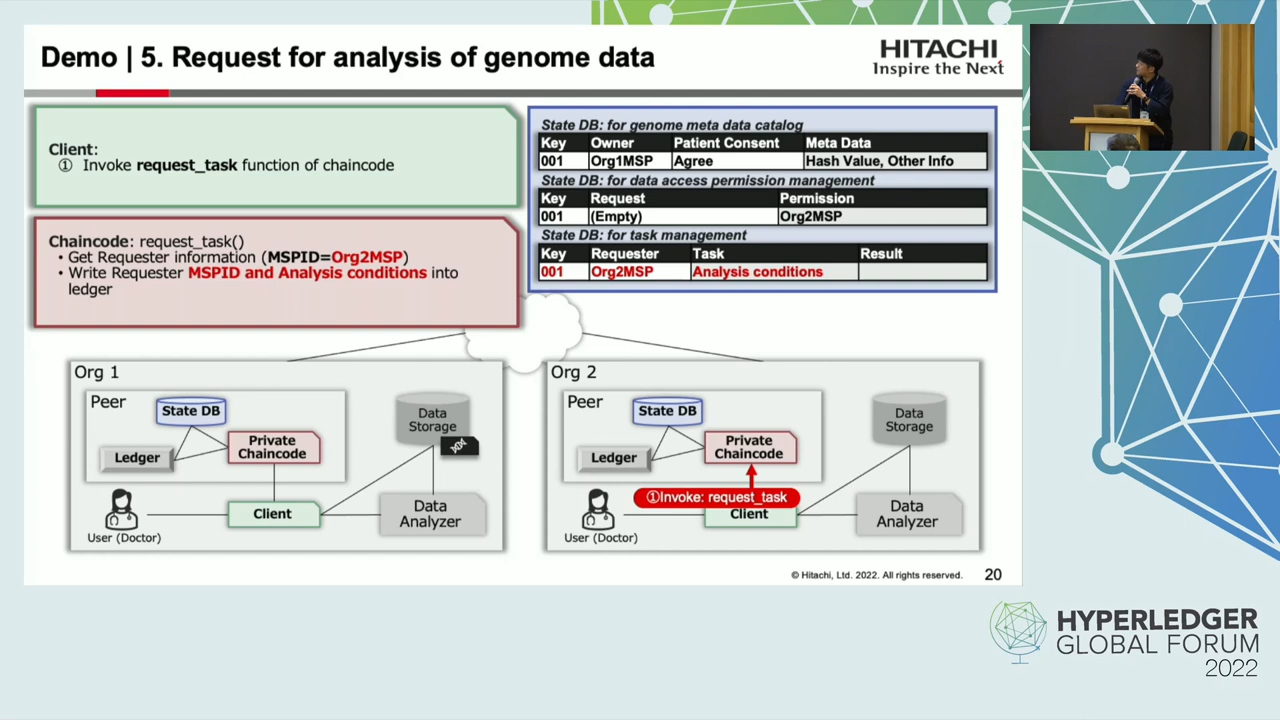 Demo | 5. Request for analysis of genome data
HITACHI
Inspire the Next
Client:
① Invoke request_task function of chaincode
Chaincode: request_task()
• Get Requester information (MSPID=Org2MSP)
• Write Requester MSPID and Analysis conditions into
ledger
State DB: for genome meta data catalog
Key Owner Patient Consent Meta Data
001 Org1MSP Agree Hash Value, Other Info
State DB: for data access permission management
Key Request Permission
001 (Empty) Org2MSP
State DB: for task management
Key Requester Task Result
001 Org2MSP Analysis conditions
Org 1
Peer
State DB
Ledger
Private
Chaincode
Data
Storage
User (Doctor)
Client
Data
Analyzer
Org 2
Peer
State DB
Ledger
Private
Chaincode
Data
Storage
①Invoke: request_task
User (Doctor)
Client
Data
Analyzer
© Hitachi, Ltd. 2022. All rights reserved.
20
HYPERLEDGER
GLOBAL FORUM
2022